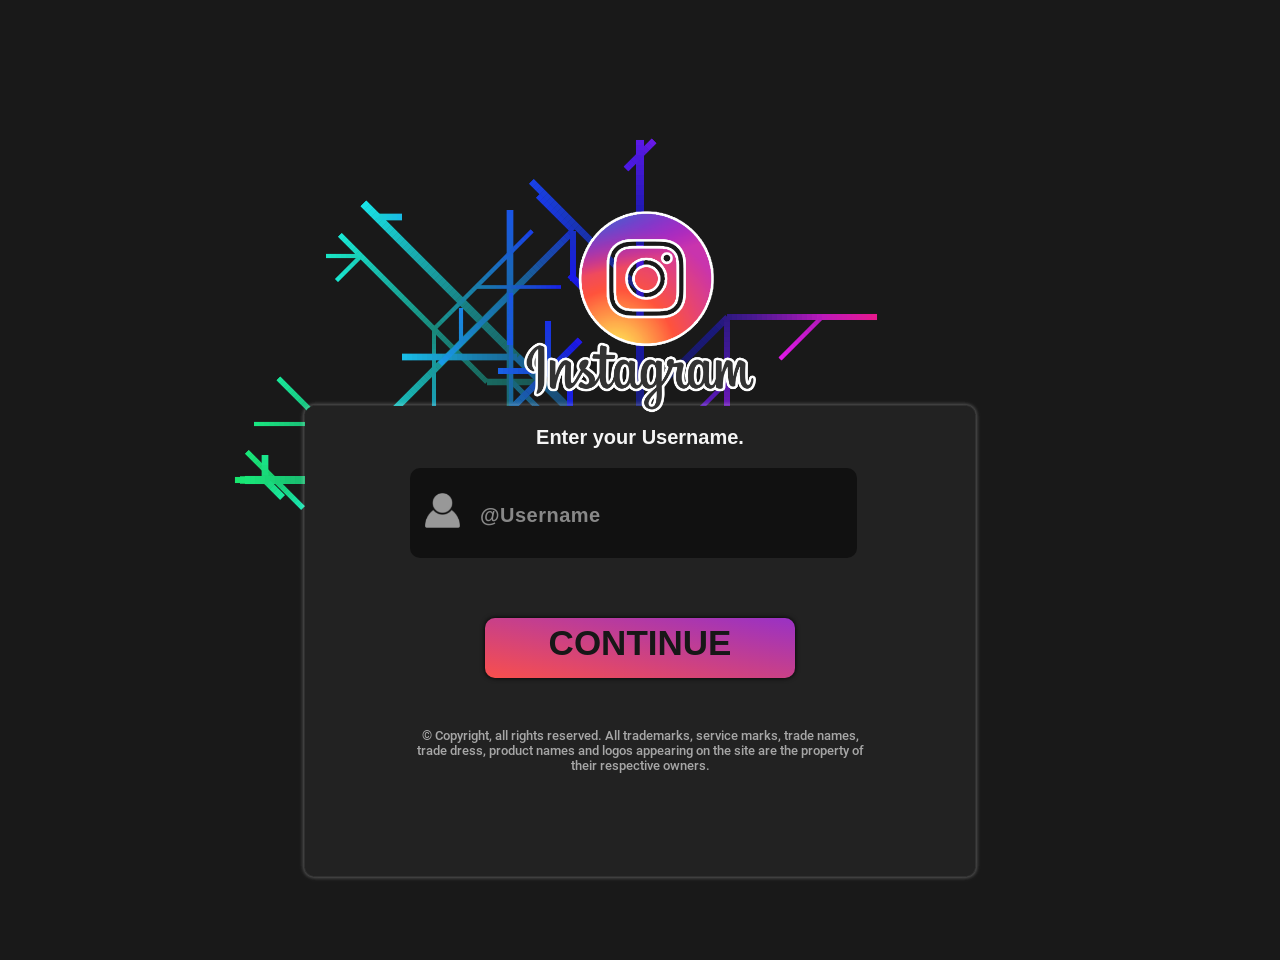 Instagram
Enter your Username.
@Username
CONTINUE
© Copyright, all rights reserved. All trademarks, service marks, trade names,
trade dress, product names and logos appearing on the site are the property of
their respective owners.